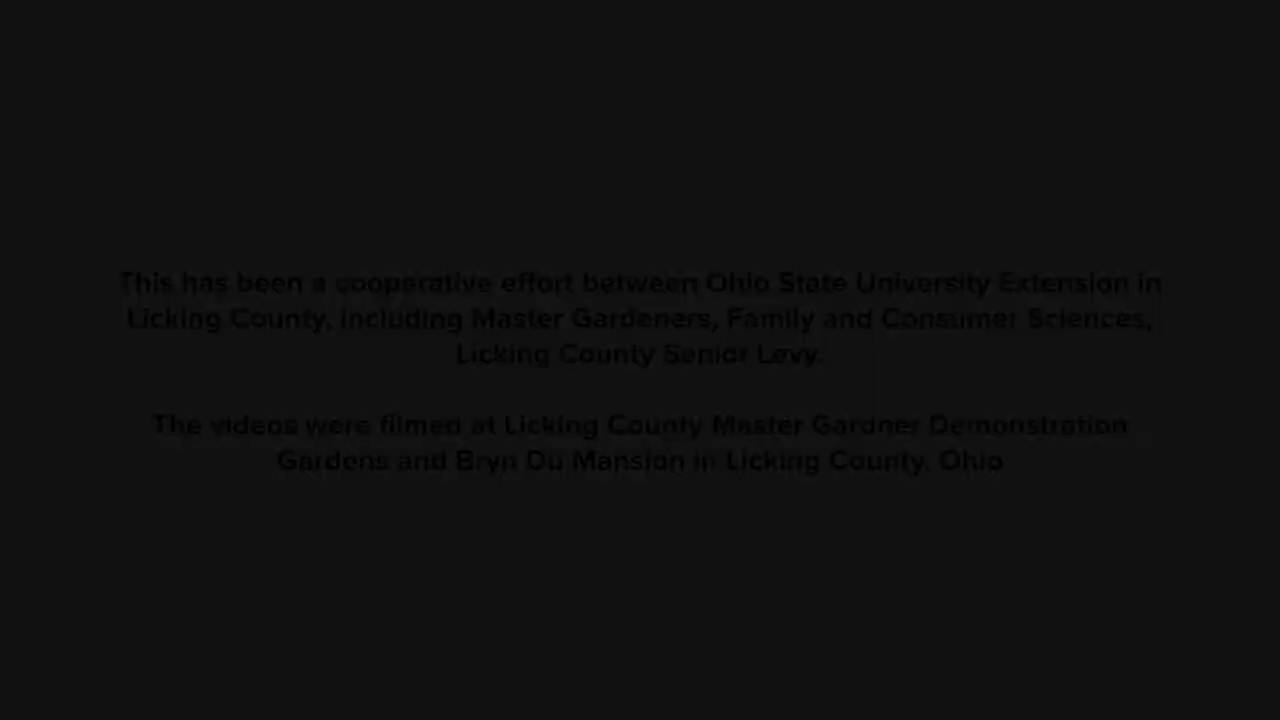 This has been a cooperative effort between Ohio State University Extension in
Licking County, including Master Gardeners, Family and Consumer Sciences,
Licking County Senior Levy.
The videos were filmed at Licking County Master Gardner Demonstration
Gardens and Bryn Du Mansion in Licking County, Ohio